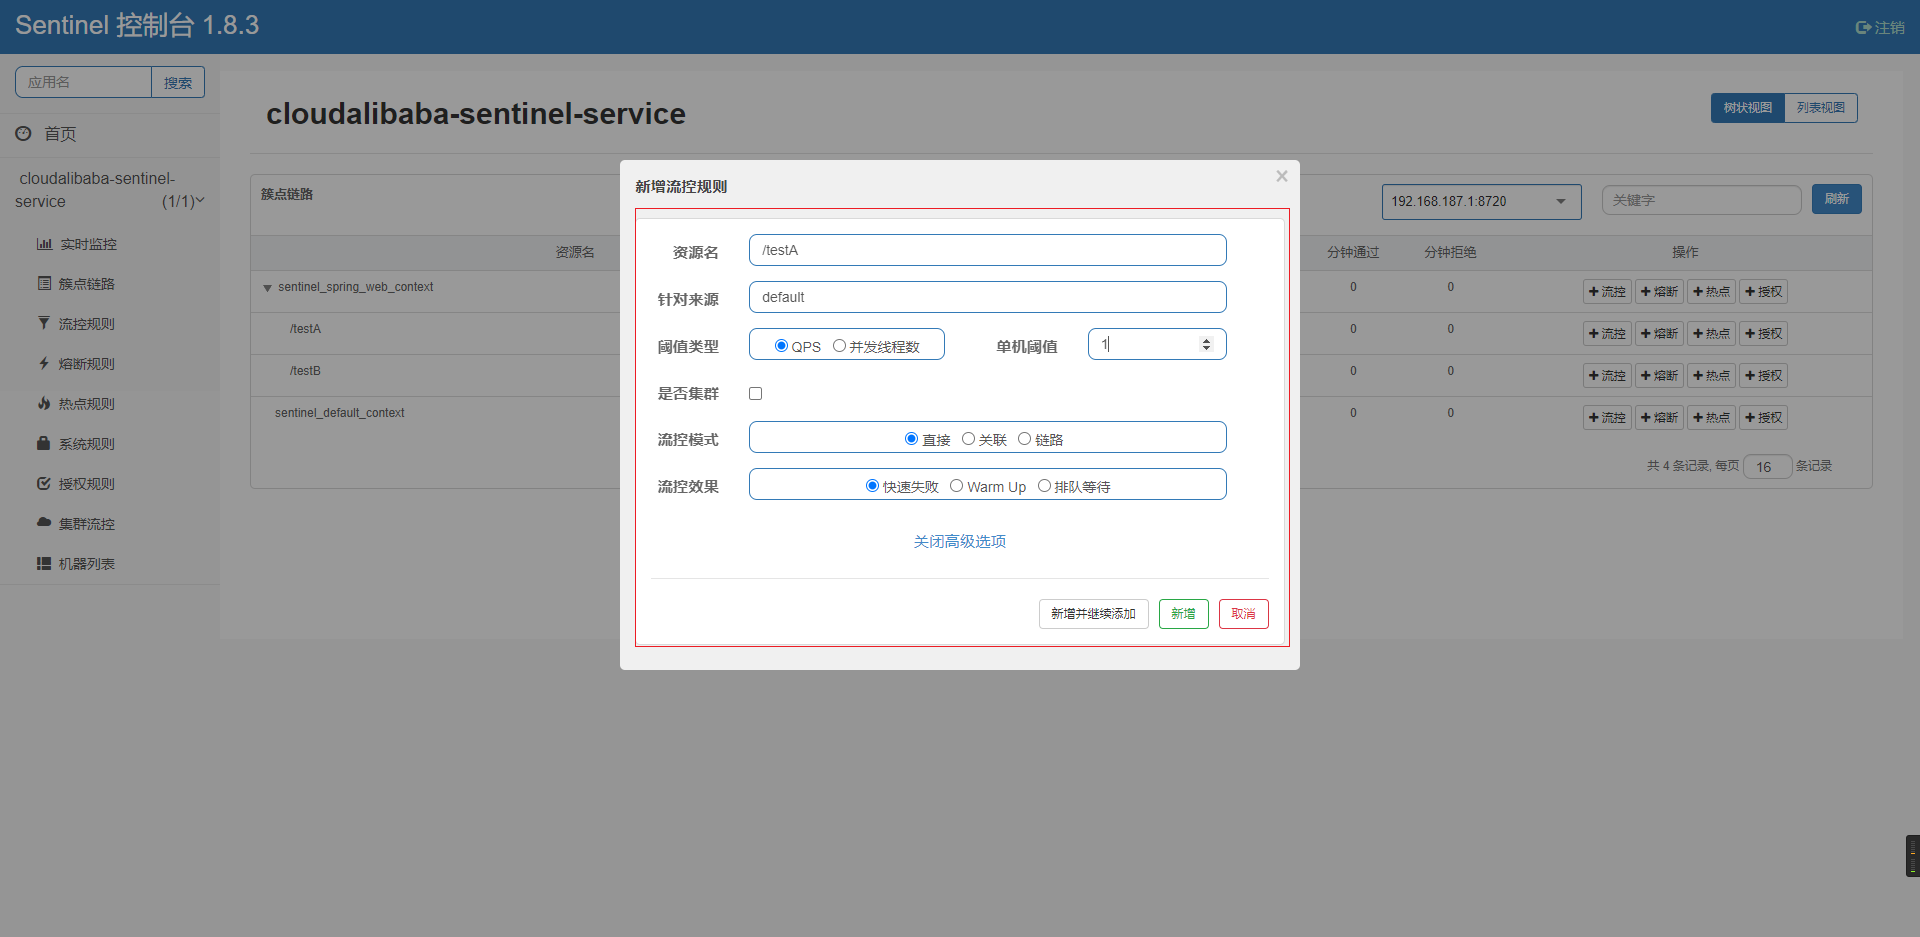 Sentinel 控制台 1.8.3
注销
应用名
搜索
首页
cloudalibaba-sentinel-
service
(1/1)
实时监控
簇点链路
流控规则
熔断规则
热点规则
系统规则
授权规则
集群流控
机器列表
cloudalibaba-sentinel-service
树状视图
列表视图
簇点链路
192.168.187.1:8720
关键字
刷新
资源名
分钟通过
分钟拒绝
操作
sentinel_spring_web_context
0
0
流控
熔断
热点
授权
/testA
0
0
流控
熔断
热点
授权
/testB
0
0
流控
熔断
热点
授权
sentinel_default_context
0
0
流控
熔断
热点
授权
共 4 条记录, 每页 16 条记录
新增流控规则
×
资源名
/testA
针对来源
default
阈值类型
QPS
并发线程数
单机阈值
1
是否集群
流控模式
直接
关联
链路
流控效果
快速失败
Warm Up
排队等待
关闭高级选项
新增并继续添加
新增
取消